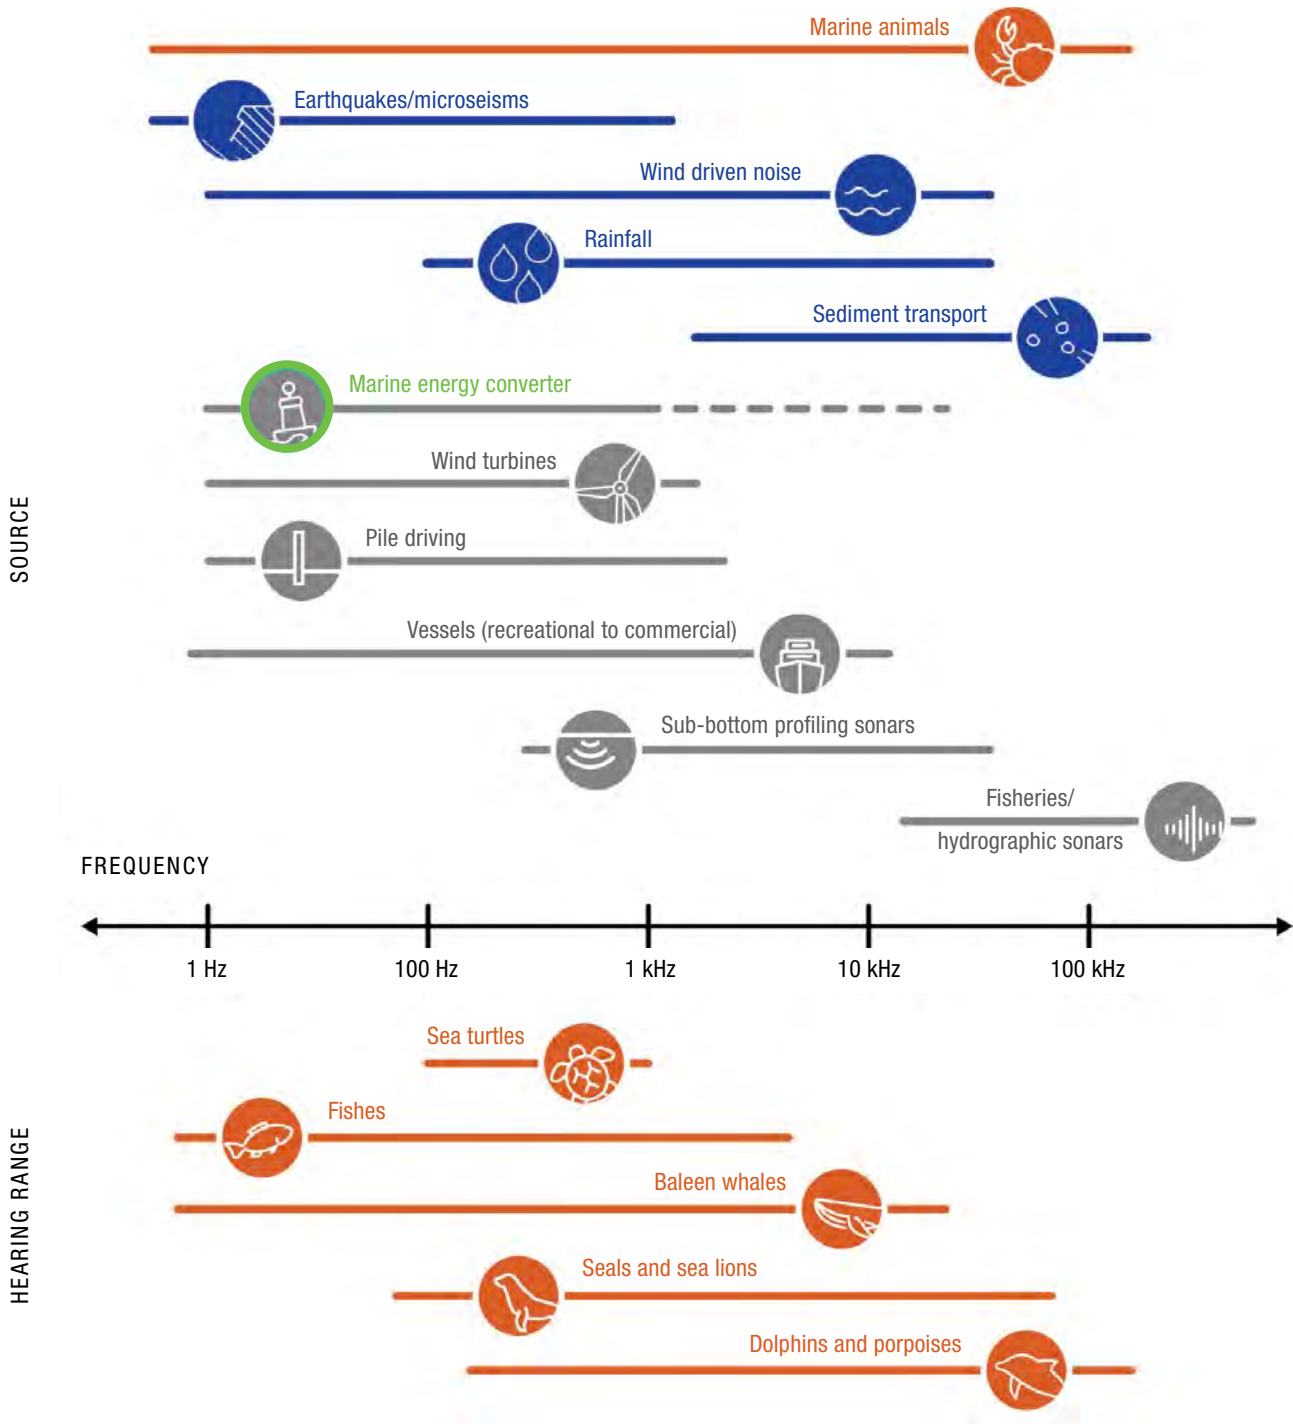 Marine animals
Earthquakes/microseisms
Wind driven noise
Rainfall
Sediment transport
Marine energy converter
Wind turbines
Pile driving
Vessels (recreational to commercial)
Sub-bottom profiling sonars
Fisheries/
hydrographic sonars
SOURCE
FREQUENCY
1 Hz
100 Hz
1 kHz
10 kHz
100 kHz
Sea turtles
Fishes
Baleen whales
Seals and sea lions
Dolphins and porpoises
HEARING RANGE